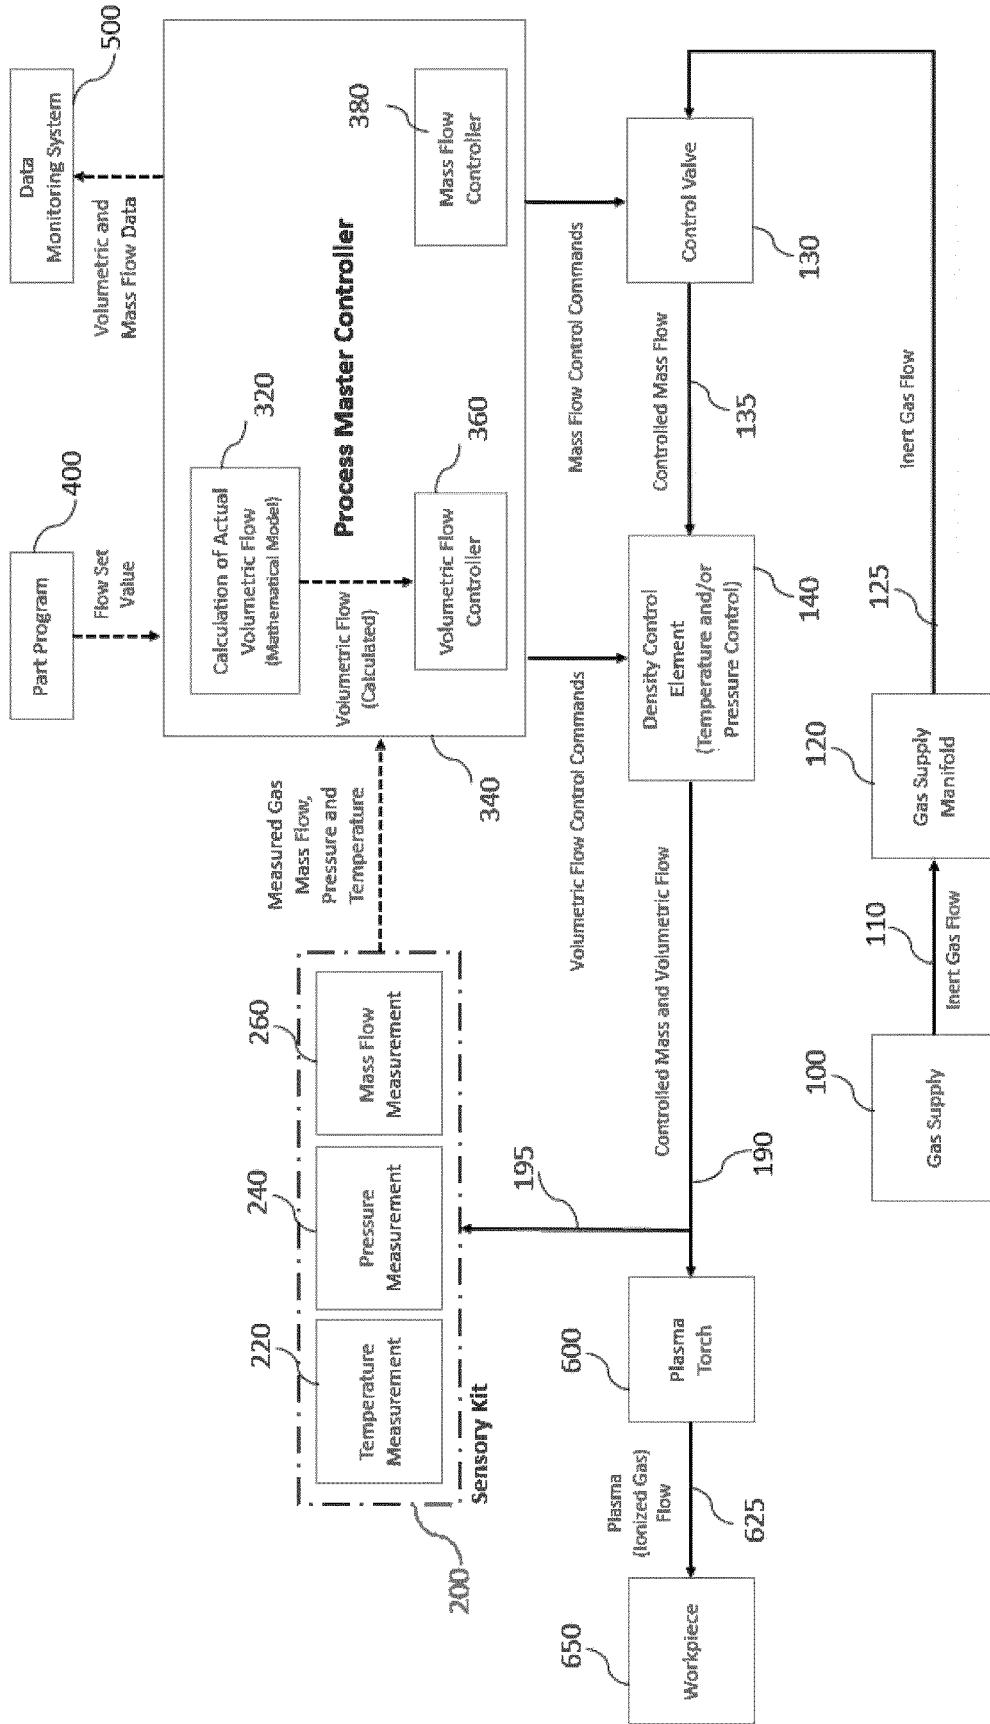 Part Program
400
Flow Set
Value
Data
Monitoring System
500
Volumetric and
Mass Flow Data
Calculation of Actual
Volumetric Flow
(Mathematical Model)
320
Volumetric Flow
(Calculated)
Process Master Controller
Volumetric Flow
Controller
360
Mass Flow
Controller
380
340
Measured Gas
Mass Flow,
Pressure and
Temperature
Temperature
Measurement
220
Pressure
Measurement
240
Mass Flow
Measurement
260
Sensory Kit
200
195
Volumetric Flow Control Commands
Mass Flow Control Commands
Workpiece
650
Plasma
(Ionized Gas)
Flow
625
Plasma
Torch
600
Controlled Mass and Volumetric Flow
190
Density Control
Element
(Temperature and/or
Pressure Control)
140
Controlled Mass Flow
135
Control Valve
130
Gas Supply
100
Inert Gas Flow
110
Gas Supply
Manifold
120
125
Inert Gas Flow